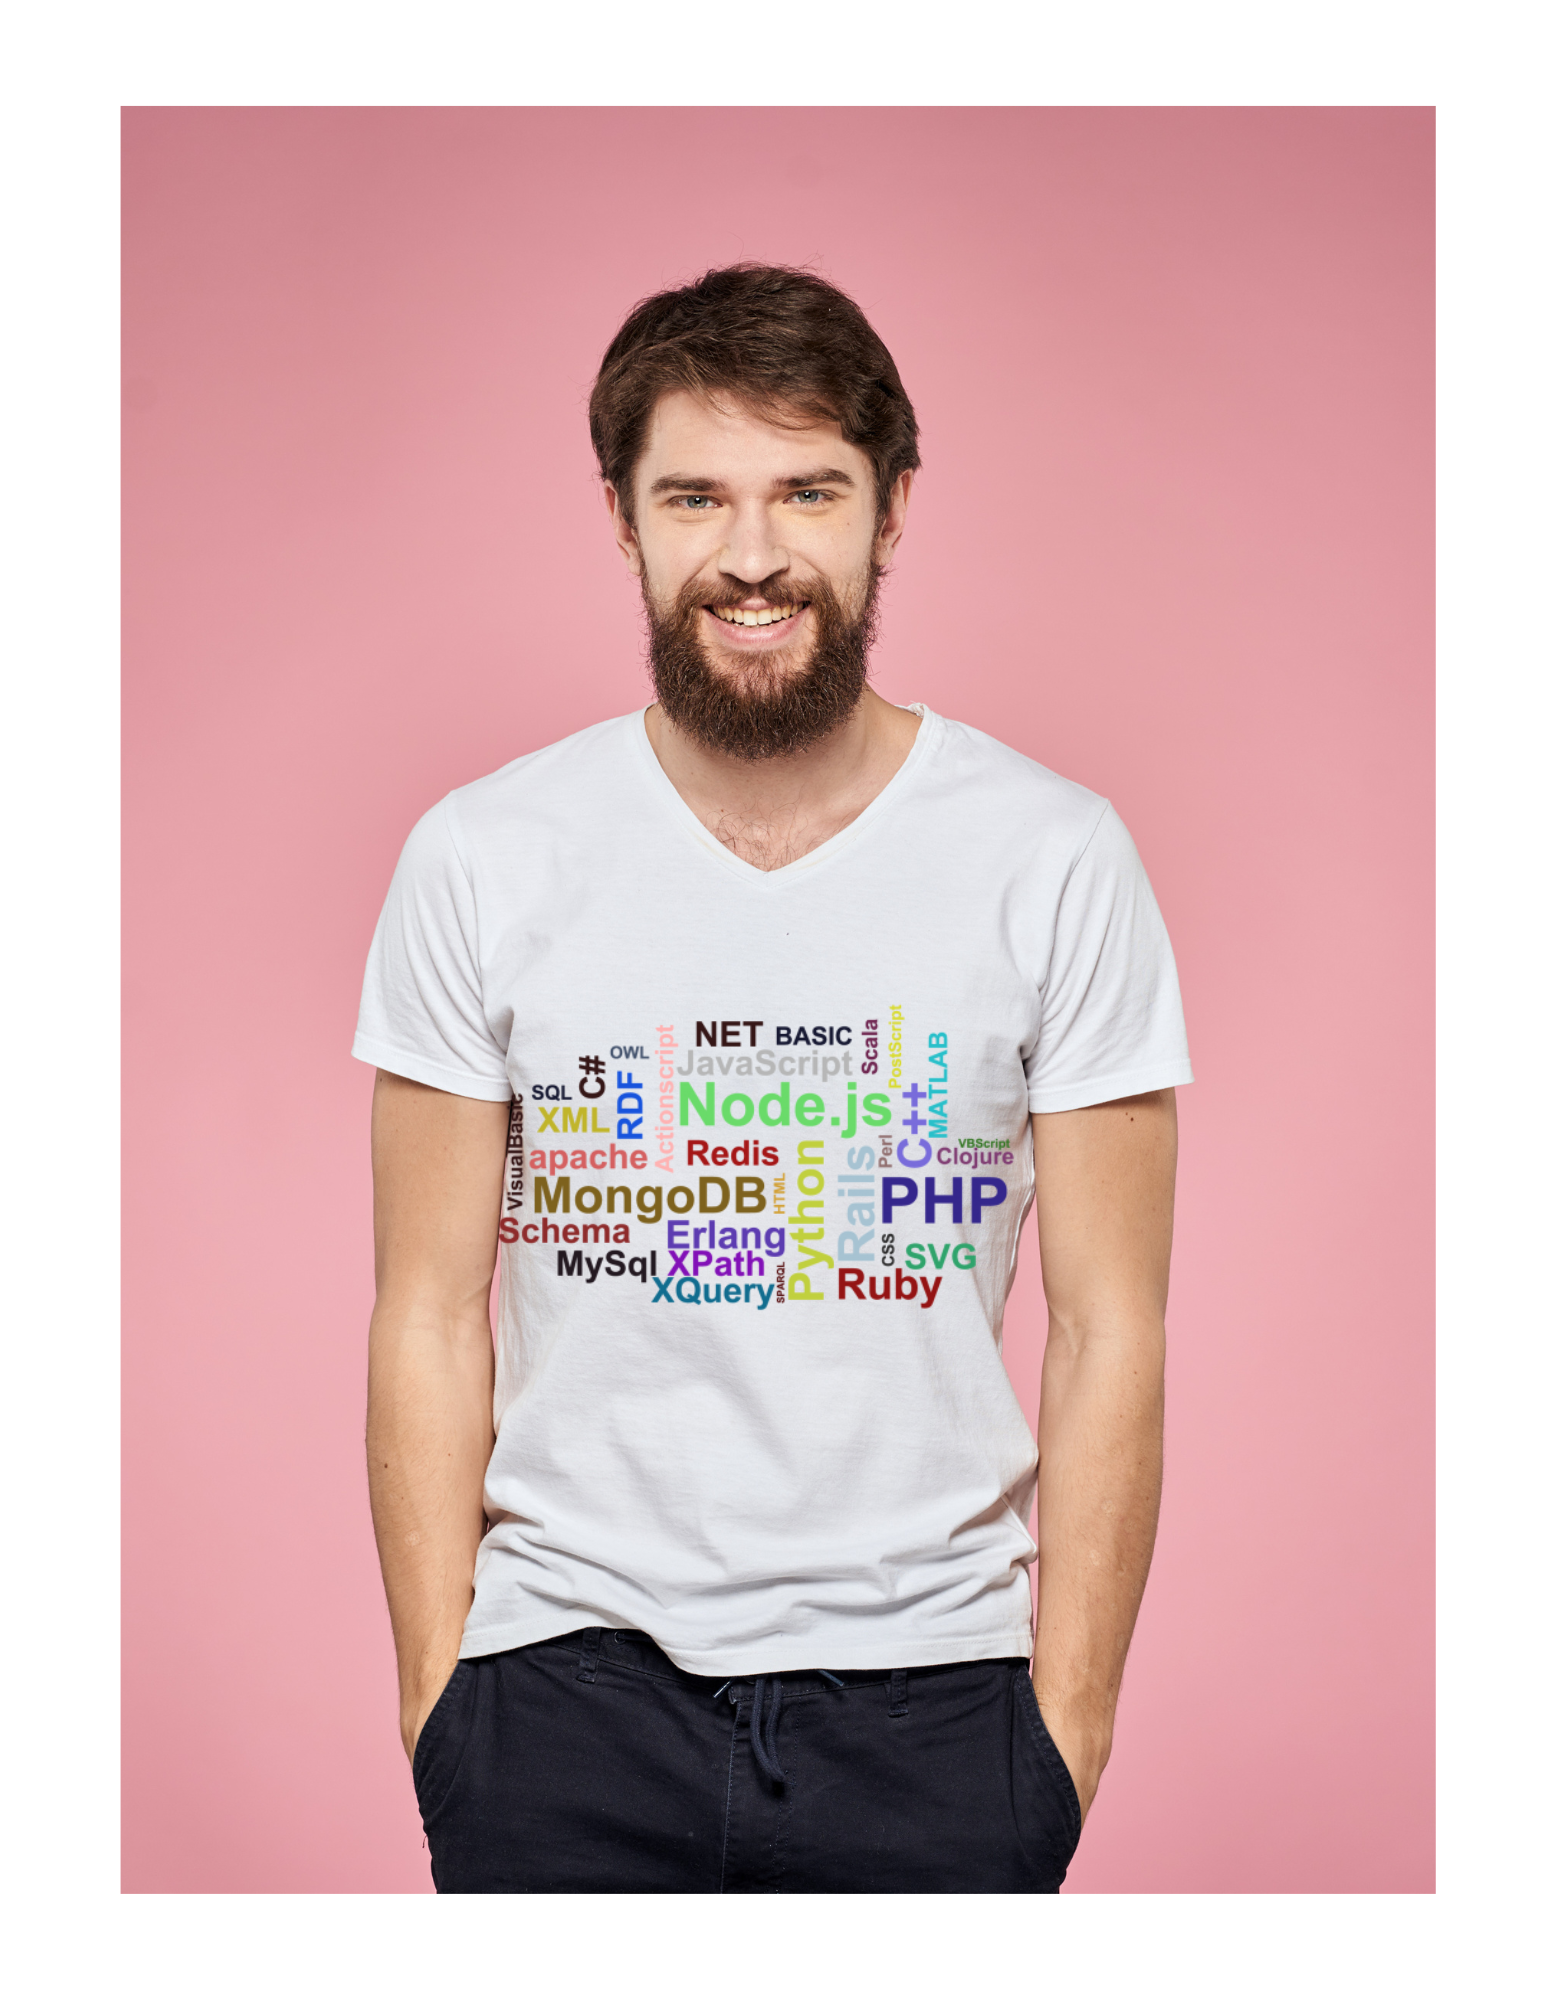 NET BASIC
Scala
PostScript
OWL
JavaScript
C#
Actionscript
MATLAB
SQL
RDF
Node.js
C++
XML
VisualBasic
Perl
VBScript
apache
Redis
Python
Rails
Clojure
MongoDB
HTML
PHP
Schema
Erlang
CSS
SVG
MySql XPath
SPARQL
XQuery
Ruby